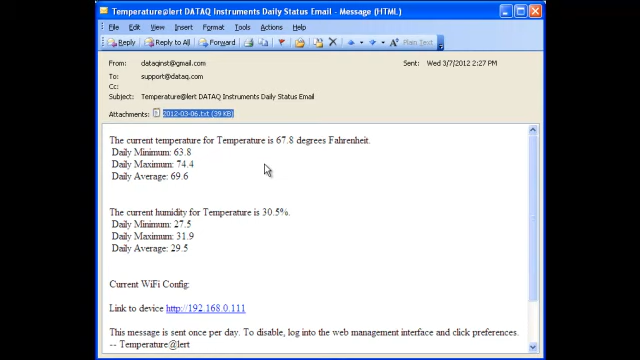 Temperature@lert DATAQ Instruments Daily Status Email - Message (HTML)
File Edit View Insert Format Tools Actions Help
Reply Reply to All Forward Plain Text
From: dataqinst@gmail.com Sent: Wed 3/7/2012 2:27 PM
To: support@dataq.com
Cc:
Subject: Temperature@lert DATAQ Instruments Daily Status Email
Attachments: 2012-03-06.txt (39 KB)
The current temperature for Temperature is 67.8 degrees Fahrenheit.
Daily Minimum: 63.8
Daily Maximum: 74.4
Daily Average: 69.6
The current humidity for Temperature is 30.5%.
Daily Minimum: 27.5
Daily Maximum: 31.9
Daily Average: 29.5
Current WiFi Config:
Link to device http://192.168.0.111
This message is sent once per day. To disable, log into the web management interface and click preferences.
-- Temperature@lert